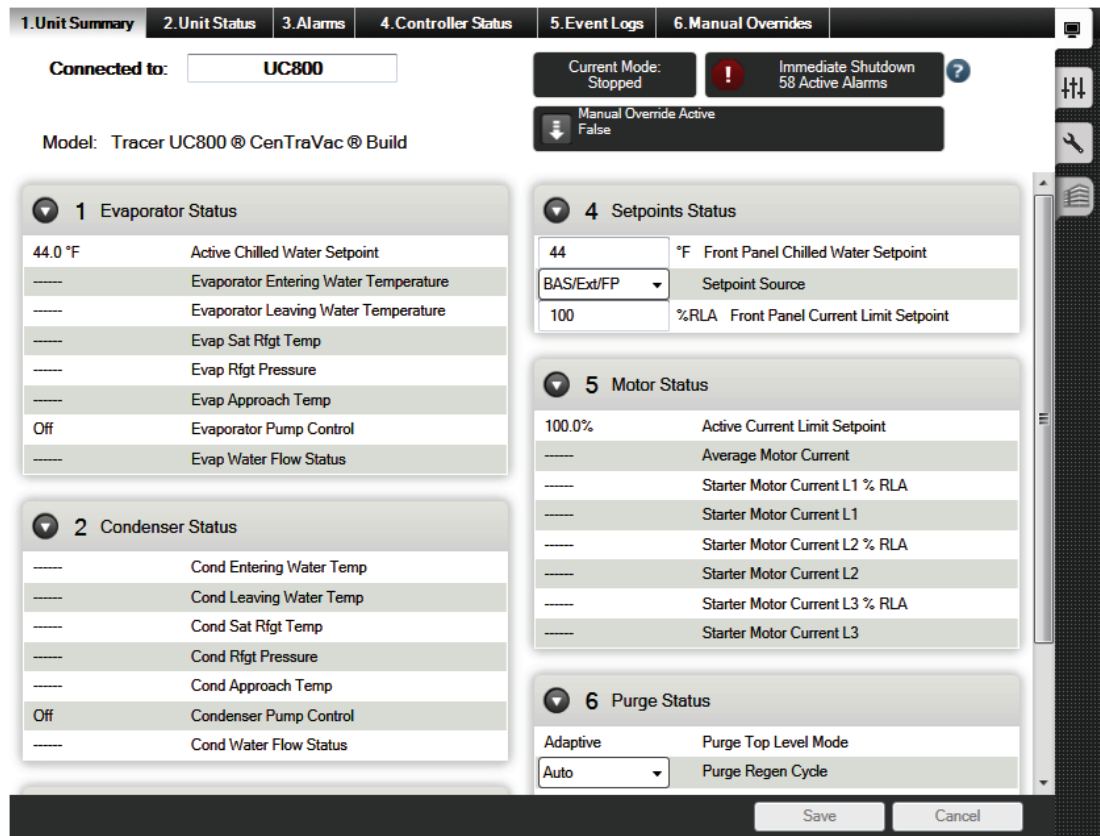 1.Unit Summary 2.Unit Status 3.Alarms 4.Controller Status 5.Event Logs 6.Manual Overrides
Connected to: UC800
Current Mode:
Stopped
Immediate Shutdown
58 Active Alarms
?
Manual Override Active
False
Model: Tracer UC800 ® CenTraVac ® Build
1 Evaporator Status
44.0 °F Active Chilled Water Setpoint
------ Evaporator Entering Water Temperature
------ Evaporator Leaving Water Temperature
------ Evap Sat Rfgt Temp
------ Evap Rfgt Pressure
------ Evap Approach Temp
Off Evaporator Pump Control
------ Evap Water Flow Status
2 Condenser Status
------ Cond Entering Water Temp
------ Cond Leaving Water Temp
------ Cond Sat Rfgt Temp
------ Cond Rfgt Pressure
------ Cond Approach Temp
Off Condenser Pump Control
------ Cond Water Flow Status
4 Setpoints Status
44 °F Front Panel Chilled Water Setpoint
BAS/Ext/FP Setpoint Source
100 %RLA Front Panel Current Limit Setpoint
5 Motor Status
100.0% Active Current Limit Setpoint
------ Average Motor Current
------ Starter Motor Current L1 % RLA
------ Starter Motor Current L1
------ Starter Motor Current L2 % RLA
------ Starter Motor Current L2
------ Starter Motor Current L3 % RLA
------ Starter Motor Current L3
6 Purge Status
Adaptive Purge Top Level Mode
Auto Purge Regen Cycle
Save Cancel